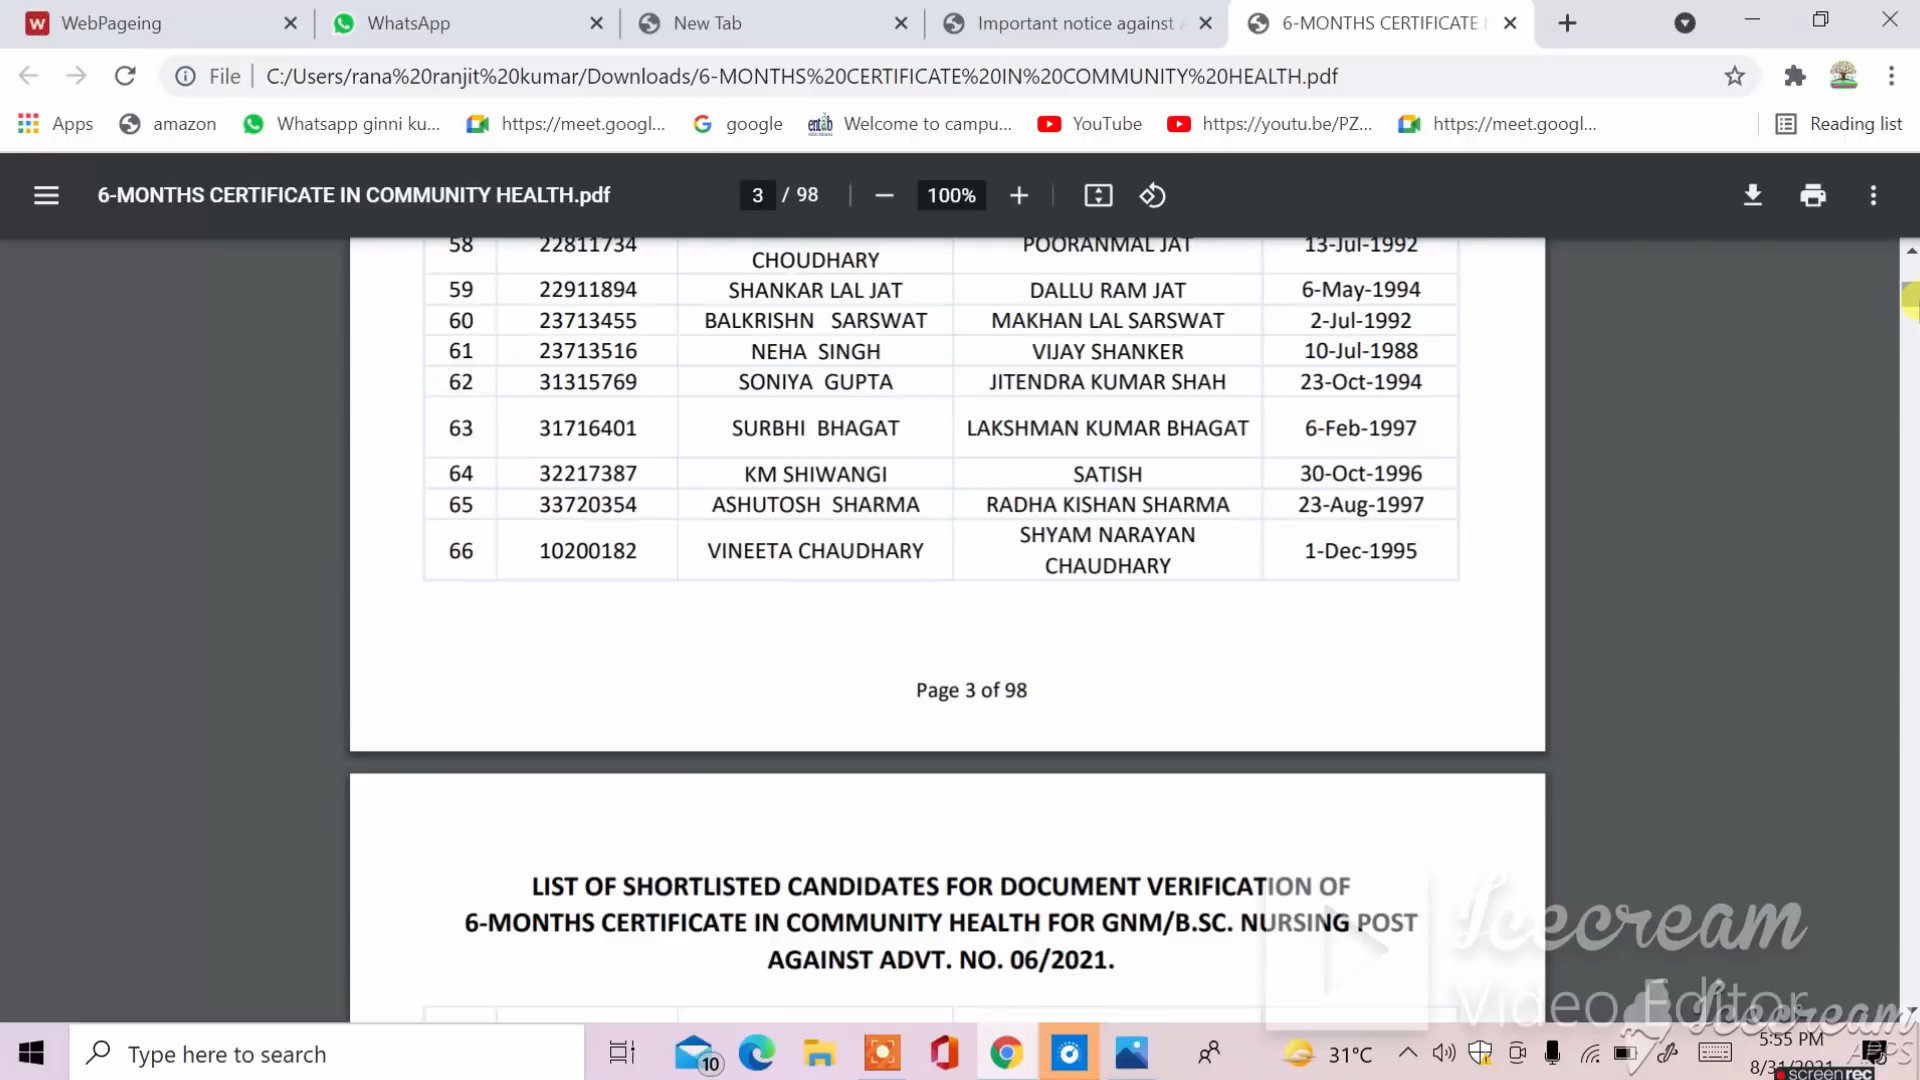 WebPageing
WhatsApp
New Tab
Important notice against
6-MONTHS CERTIFICATE
File
C:/Users/rana%20ranjit%20kumar/Downloads/6-MONTHS%20CERTIFICATE%20IN%20COMMUNITY%20HEALTH.pdf
Apps
amazon
Whatsapp ginni ku...
https://meet.googl...
google
entab
Welcome to campu...
YouTube
https://youtu.be/PZ...
https://meet.googl...
Reading list
6-MONTHS CERTIFICATE IN COMMUNITY HEALTH.pdf
3 / 98
100%
58 22811734 CHOUDHARY POORANMAL JAT 13-Jul-1992
59 22911894 SHANKAR LAL JAT DALLU RAM JAT 6-May-1994
60 23713455 BALKRISHN SARSWAT MAKHAN LAL SARSWAT 2-Jul-1992
61 23713516 NEHA SINGH VIJAY SHANKER 10-Jul-1988
62 31315769 SONIYA GUPTA JITENDRA KUMAR SHAH 23-Oct-1994
63 31716401 SURBHI BHAGAT LAKSHMAN KUMAR BHAGAT 6-Feb-1997
64 32217387 KM SHIWANGI SATISH 30-Oct-1996
65 33720354 ASHUTOSH SHARMA RADHA KISHAN SHARMA 23-Aug-1997
66 10200182 VINEETA CHAUDHARY SHYAM NARAYAN CHAUDHARY 1-Dec-1995
Page 3 of 98
LIST OF SHORTLISTED CANDIDATES FOR DOCUMENT VERIFICATION OF
6-MONTHS CERTIFICATE IN COMMUNITY HEALTH FOR GNM/B.SC. NURSING POST
AGAINST ADVT. NO. 06/2021.
Icecream
Video Editor
Icecream
APPS
Type here to search
10
31°C
5:55 PM
screenrec